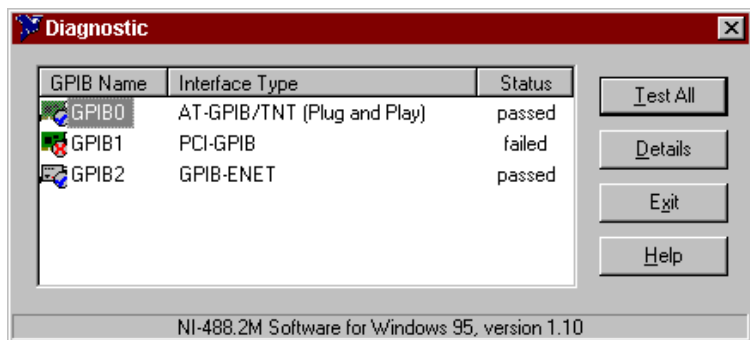 Diagnostic
GPIB Name Interface Type Status
GPIB0 AT-GPIB/TNT (Plug and Play) passed
GPIB1 PCI-GPIB failed
GPIB2 GPIB-ENET passed
Test All
Details
Exit
Help
NI-488.2M Software for Windows 95, version 1.10